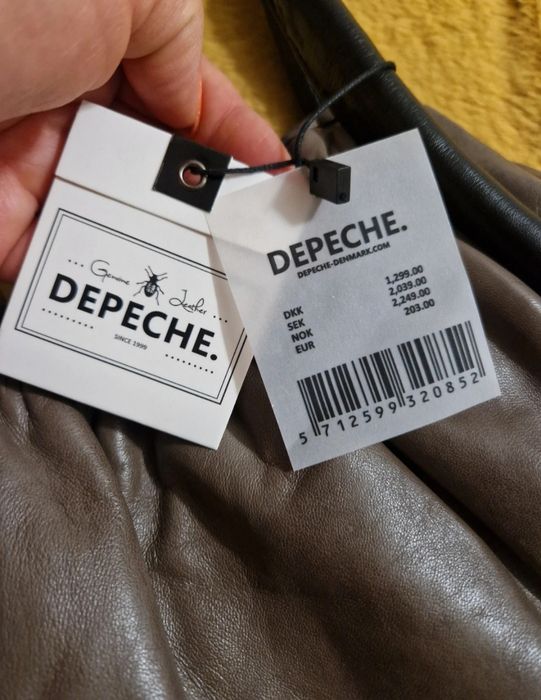 Genuine Leather
DEPECHE.
SINCE 1999
DEPECHE.
DEPECHE-DENMARK.COM
DKK 1,299.00
SEK 2,039.00
NOK 2,249.00
EUR 203.00
5 712599 320852